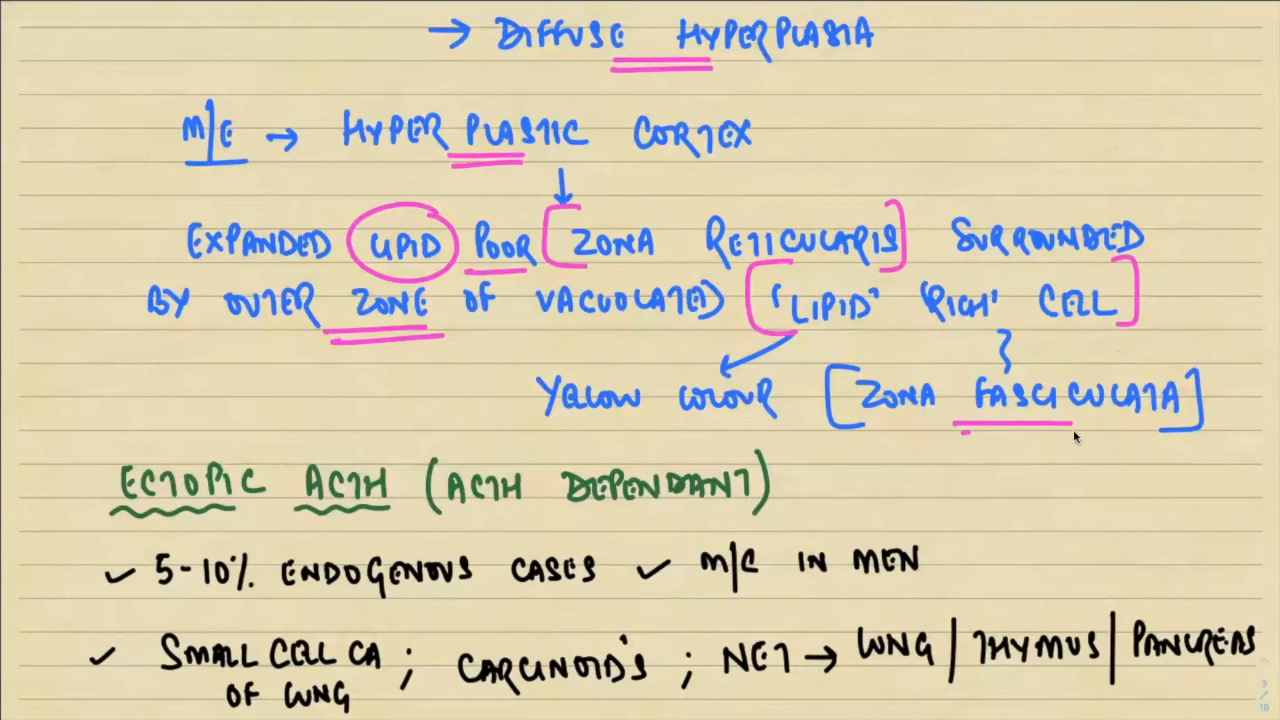 → DIFFUSE HYPERPLASIA
M/E → HYPERPLASTIC CORTEX
EXPANDED LIPID POOR [ZONA RETICULARIS] SURROUNDED
BY OUTER ZONE OF VACUOLATED ['LIPID' 'RICH' CELL]
YELLOW COLOUR [ZONA FASCICULATA]
ECTOPIC ACTH (ACTH DEPENDANT)
✓ 5-10% ENDOGENOUS CASES ✓ M/C IN MEN
✓ SMALL CELL CA ; CARCINOID'S ; NET → LUNG | THYMUS | PANCREAS
OF LUNG
3
/
18